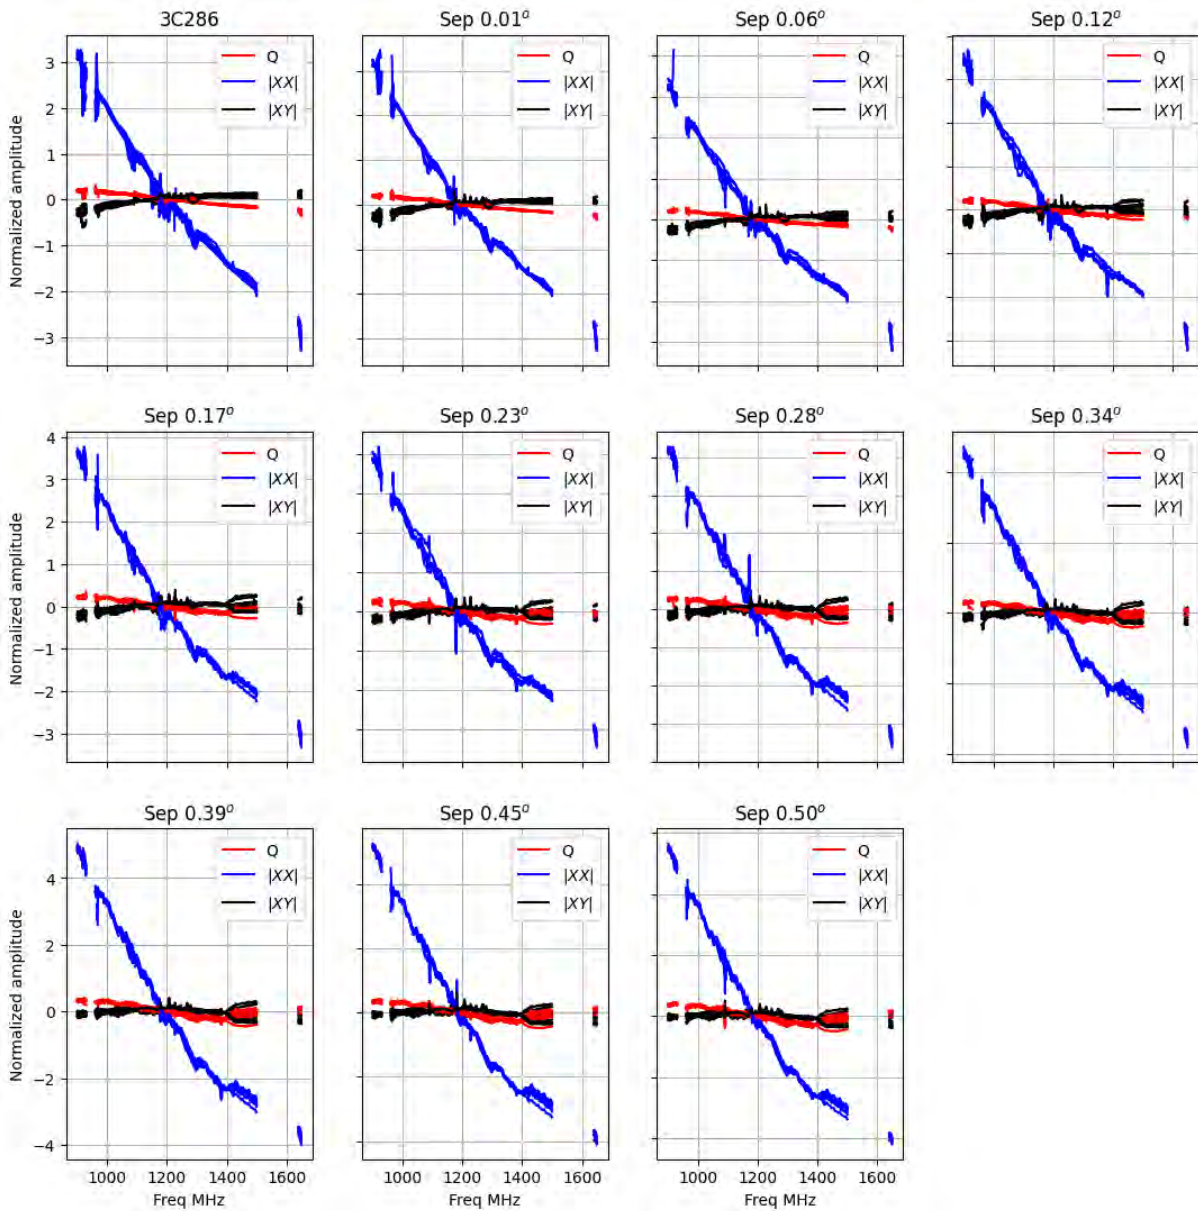 3C286
Sep 0.01°
Sep 0.06°
Sep 0.12°
Q
|XX|
|XY|
Q
|XX|
|XY|
Q
|XX|
|XY|
Q
|XX|
|XY|
Normalized amplitude
3
2
1
0
−1
−2
−3
Sep 0.17°
Sep 0.23°
Sep 0.28°
Sep 0.34°
Q
|XX|
|XY|
Q
|XX|
|XY|
Q
|XX|
|XY|
Q
|XX|
|XY|
Normalized amplitude
4
3
2
1
0
−1
−2
−3
Sep 0.39°
Sep 0.45°
Sep 0.50°
Q
|XX|
|XY|
Q
|XX|
|XY|
Q
|XX|
|XY|
Normalized amplitude
4
2
0
−2
−4
1000 1200 1400 1600
1000 1200 1400 1600
1000 1200 1400 1600
Freq MHz
Freq MHz
Freq MHz